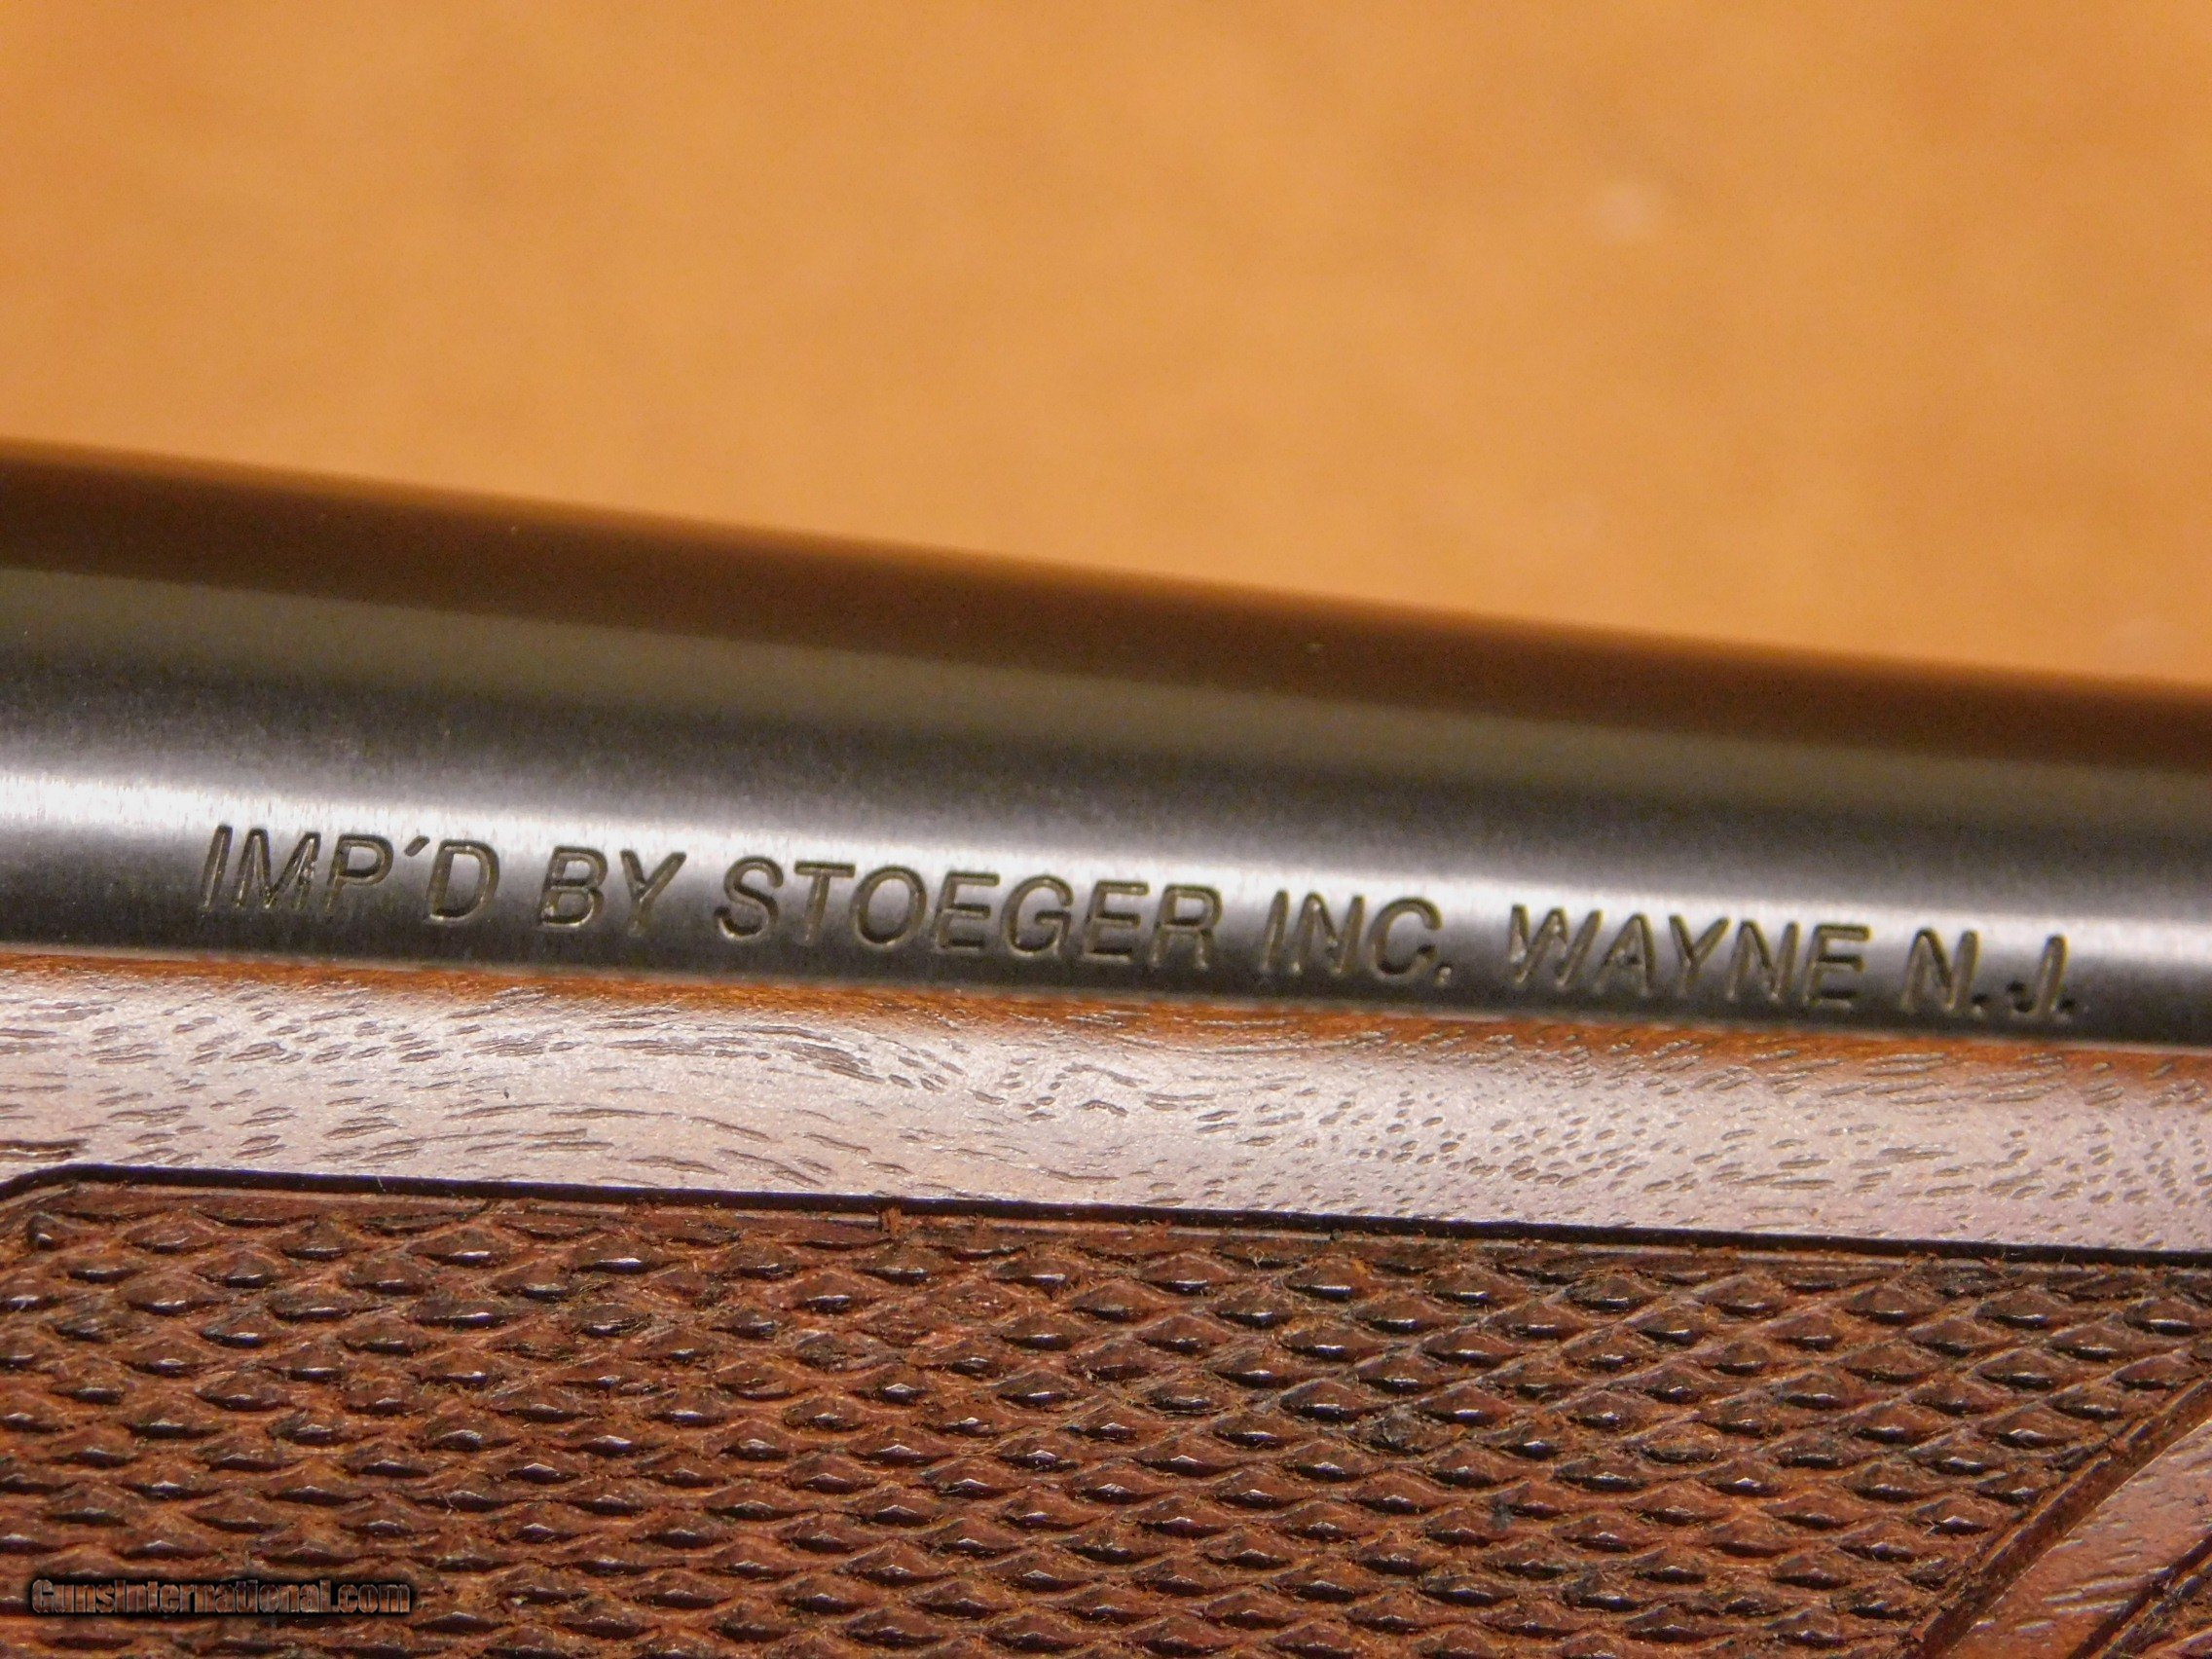 IMP'D BY STOEGER INC. WAYNE N.J.
GunsInternational.com